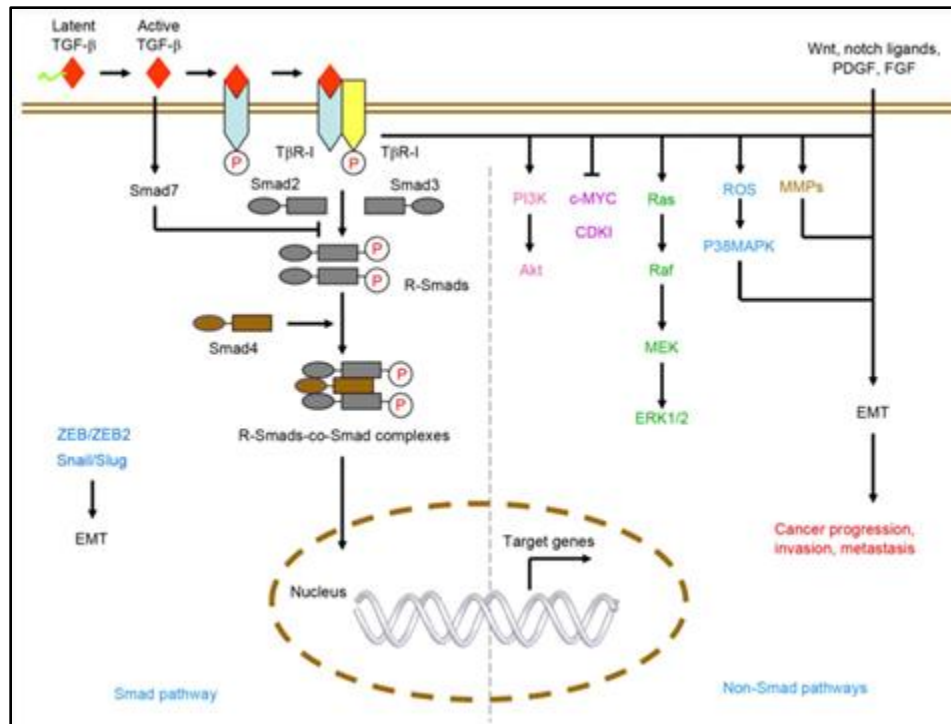 Latent
TGF-β
Active
TGF-β
Wnt, notch ligands,
PDGF, FGF
P
P
TβR-I
TβR-I
Smad7
Smad2
Smad3
P
P
R-Smads
Smad4
P
P
R-Smads-co-Smad complexes
ZEB/ZEB2
Snail/Slug
EMT
PI3K
Akt
c-MYC
CDKI
Ras
Raf
MEK
ERK1/2
ROS
P38MAPK
MMPs
EMT
Cancer progression,
invasion, metastasis
Target genes
Nucleus
Smad pathway
Non-Smad pathways